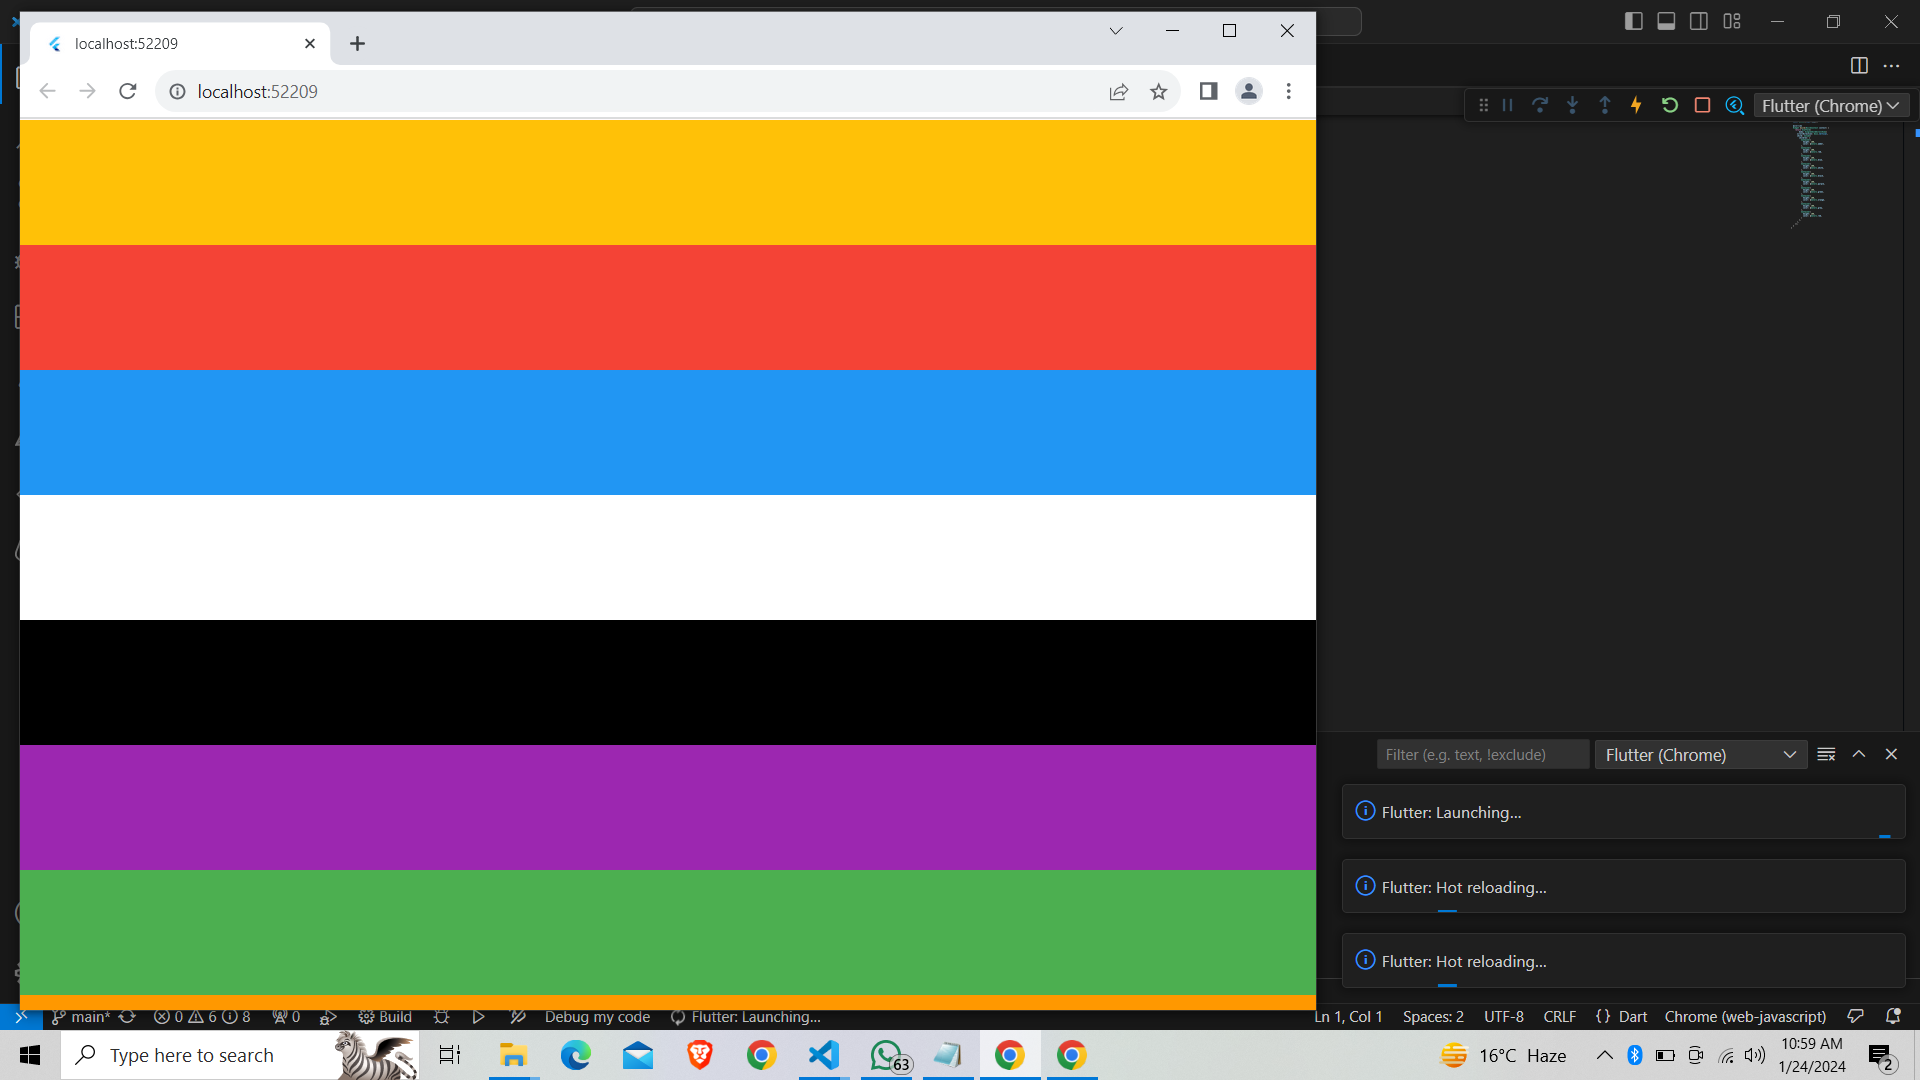 localhost:52209
localhost:52209
Flutter (Chrome)
Filter (e.g. text, !exclude)
Flutter (Chrome)
Flutter: Launching...
Flutter: Hot reloading...
Flutter: Hot reloading...
main* 0 6 8 0 Build Debug my code Flutter: Launching... Ln 1, Col 1 Spaces: 2 UTF-8 CRLF {} Dart Chrome (web-javascript)
Type here to search
63
16°C Haze
10:59 AM
1/24/2024
2